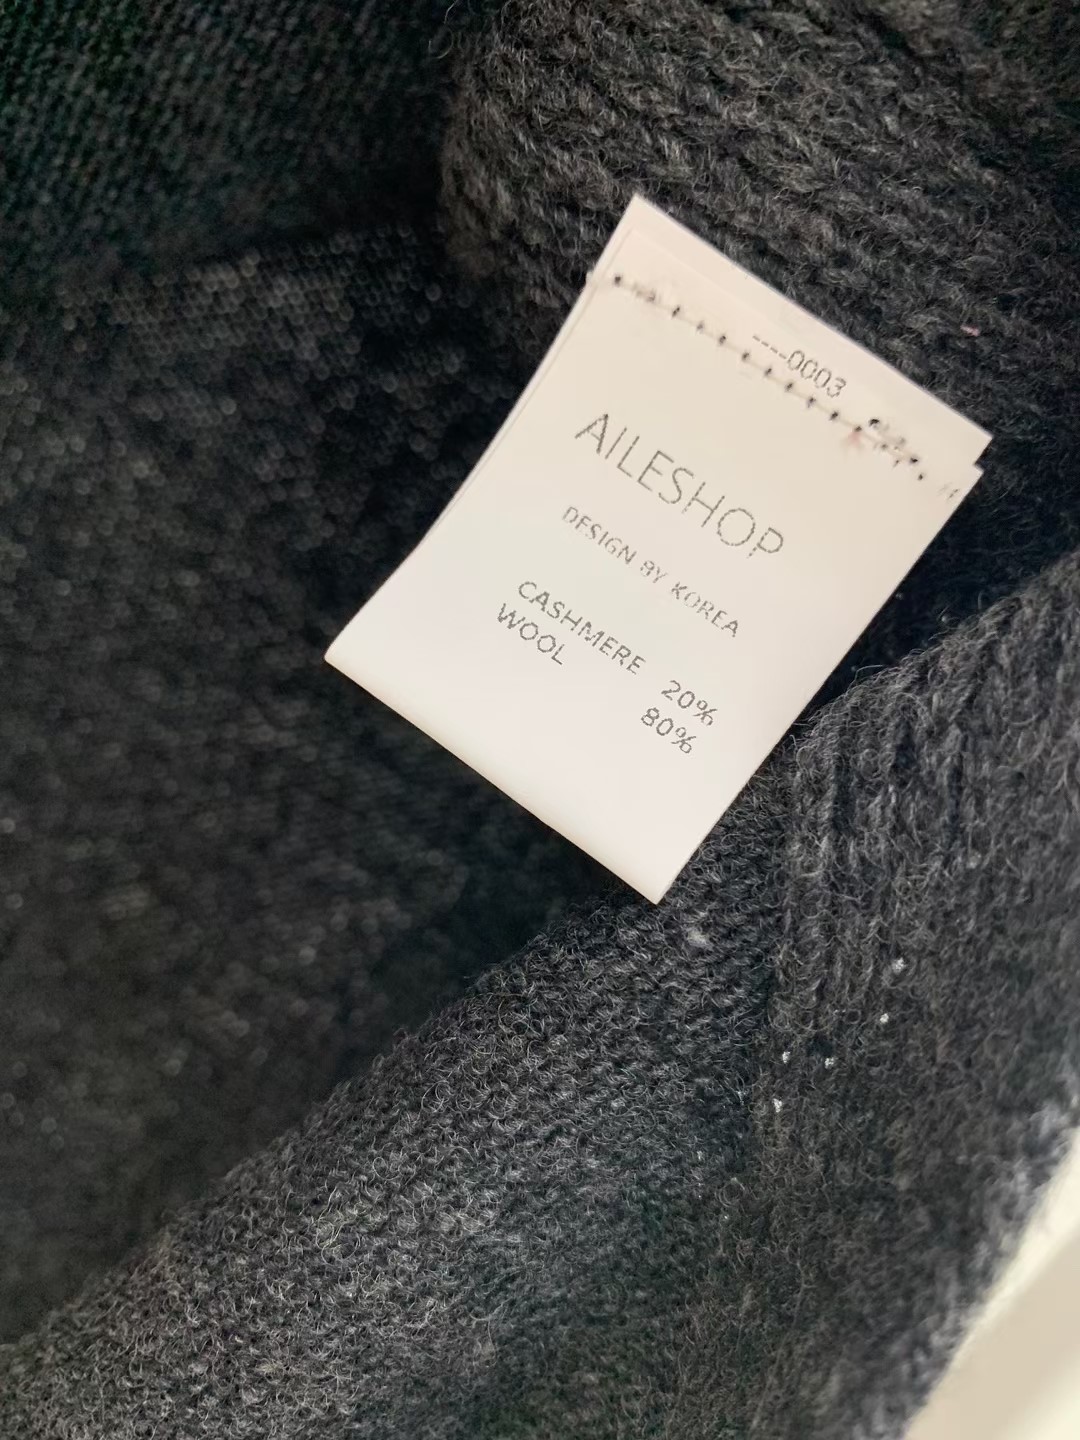 ----0003
AILESHOP
DESIGN BY KOREA
CASHMERE 20%
WOOL 80%